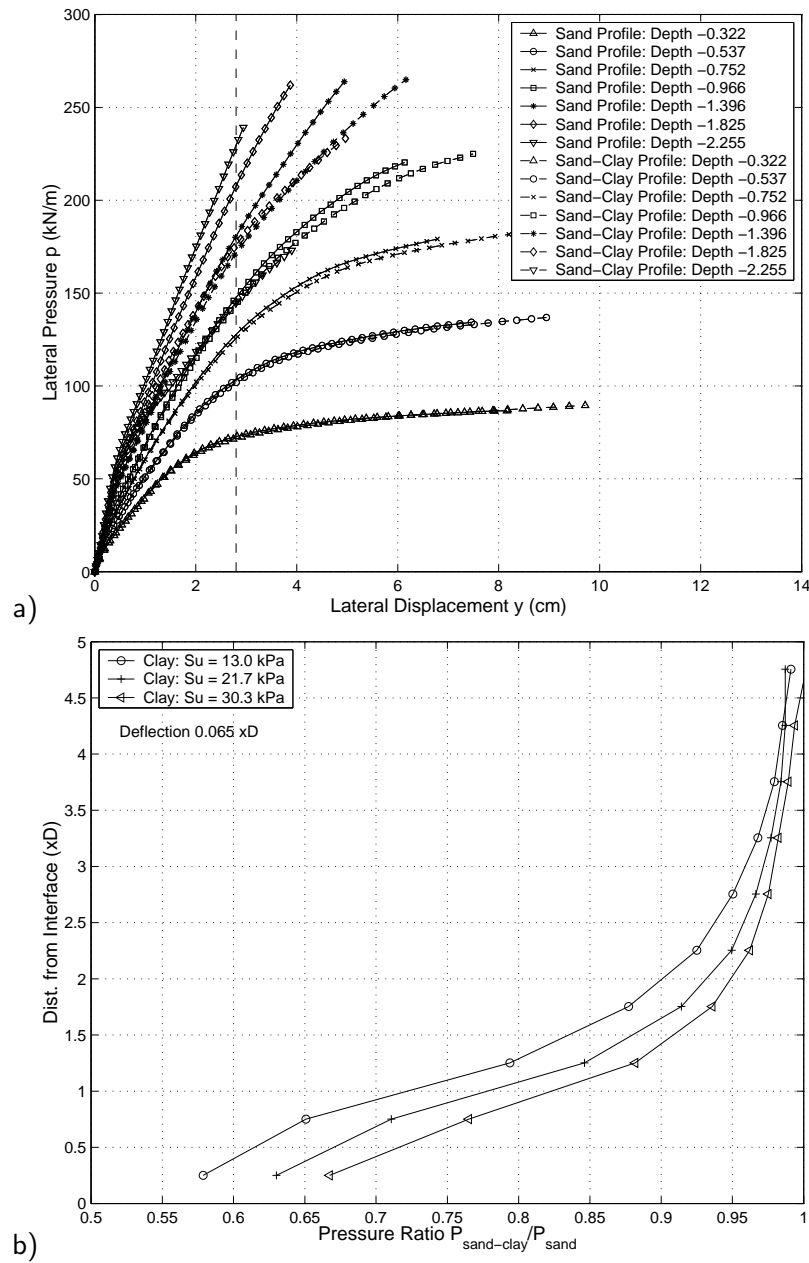 300
250
200
150
100
50
0
Lateral Pressure p (kN/m)
Sand Profile: Depth -0.322
Sand Profile: Depth -0.537
Sand Profile: Depth -0.752
Sand Profile: Depth -0.966
Sand Profile: Depth -1.396
Sand Profile: Depth -1.825
Sand Profile: Depth -2.255
Sand-Clay Profile: Depth -0.322
Sand-Clay Profile: Depth -0.537
Sand-Clay Profile: Depth -0.752
Sand-Clay Profile: Depth -0.966
Sand-Clay Profile: Depth -1.396
Sand-Clay Profile: Depth -1.825
Sand-Clay Profile: Depth -2.255
0 2 4 6 8 10 12 14
Lateral Displacement y (cm)
a)
5
4.5
4
3.5
3
2.5
2
1.5
1
0.5
0
Dist. from Interface (xD)
Clay: Su = 13.0 kPa
Clay: Su = 21.7 kPa
Clay: Su = 30.3 kPa
Deflection 0.065 xD
0.5 0.55 0.6 0.65 0.7 0.75 0.8 0.85 0.9 0.95 1
Pressure Ratio P_sand-clay/P_sand
b)